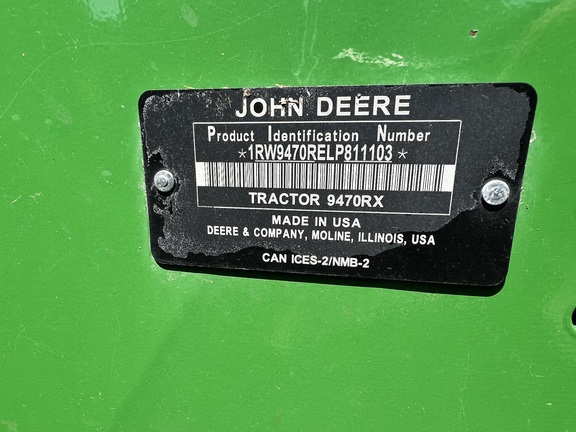 JOHN DEERE
Product Identification Number
*1RW9470RELP811103*
TRACTOR 9470RX
MADE IN USA
DEERE & COMPANY, MOLINE, ILLINOIS, USA
CAN ICES-2/NMB-2